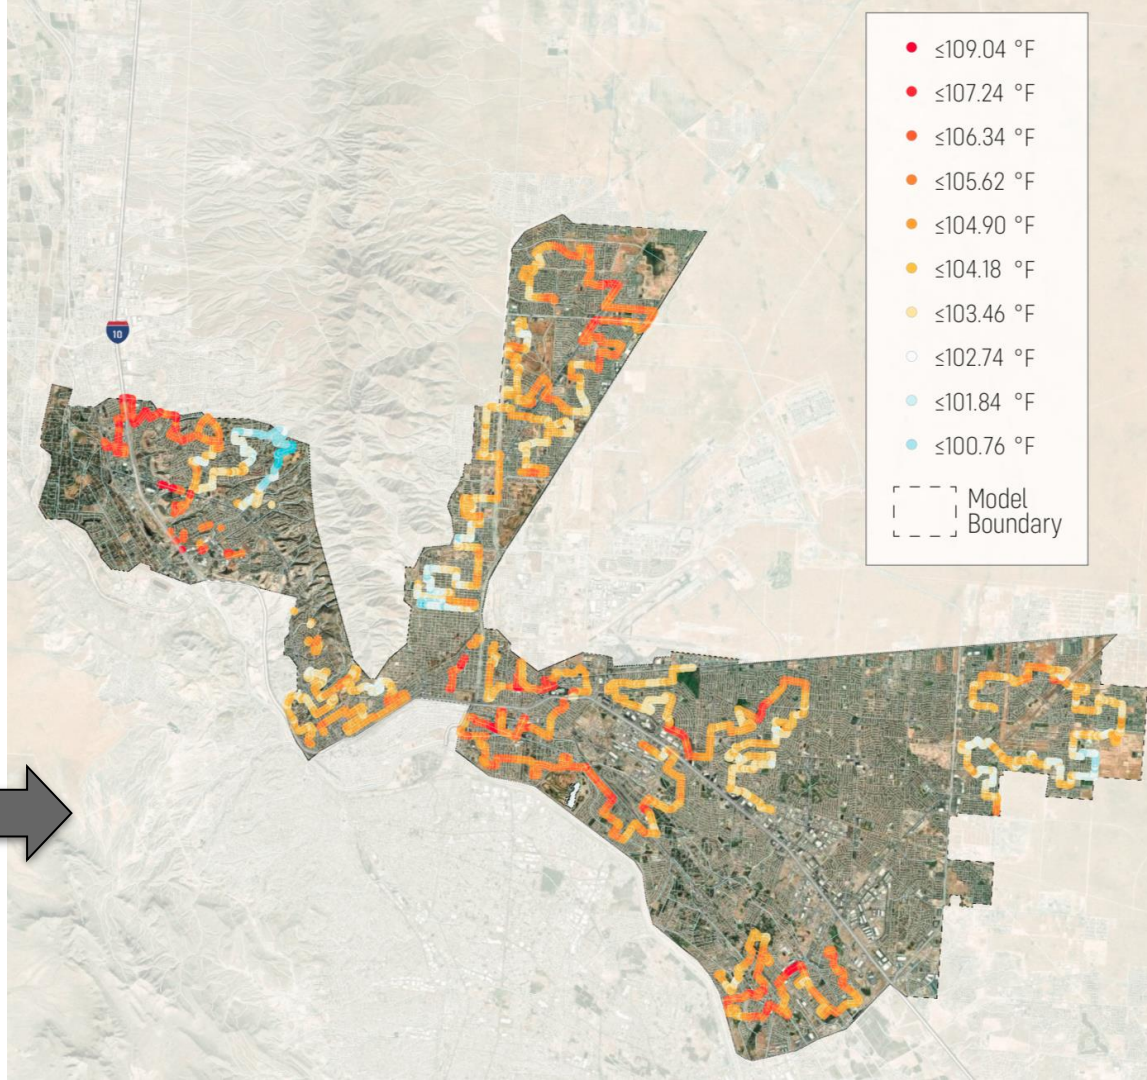 10
≤109.04 °F
≤107.24 °F
≤106.34 °F
≤105.62 °F
≤104.90 °F
≤104.18 °F
≤103.46 °F
≤102.74 °F
≤101.84 °F
≤100.76 °F
Model
Boundary